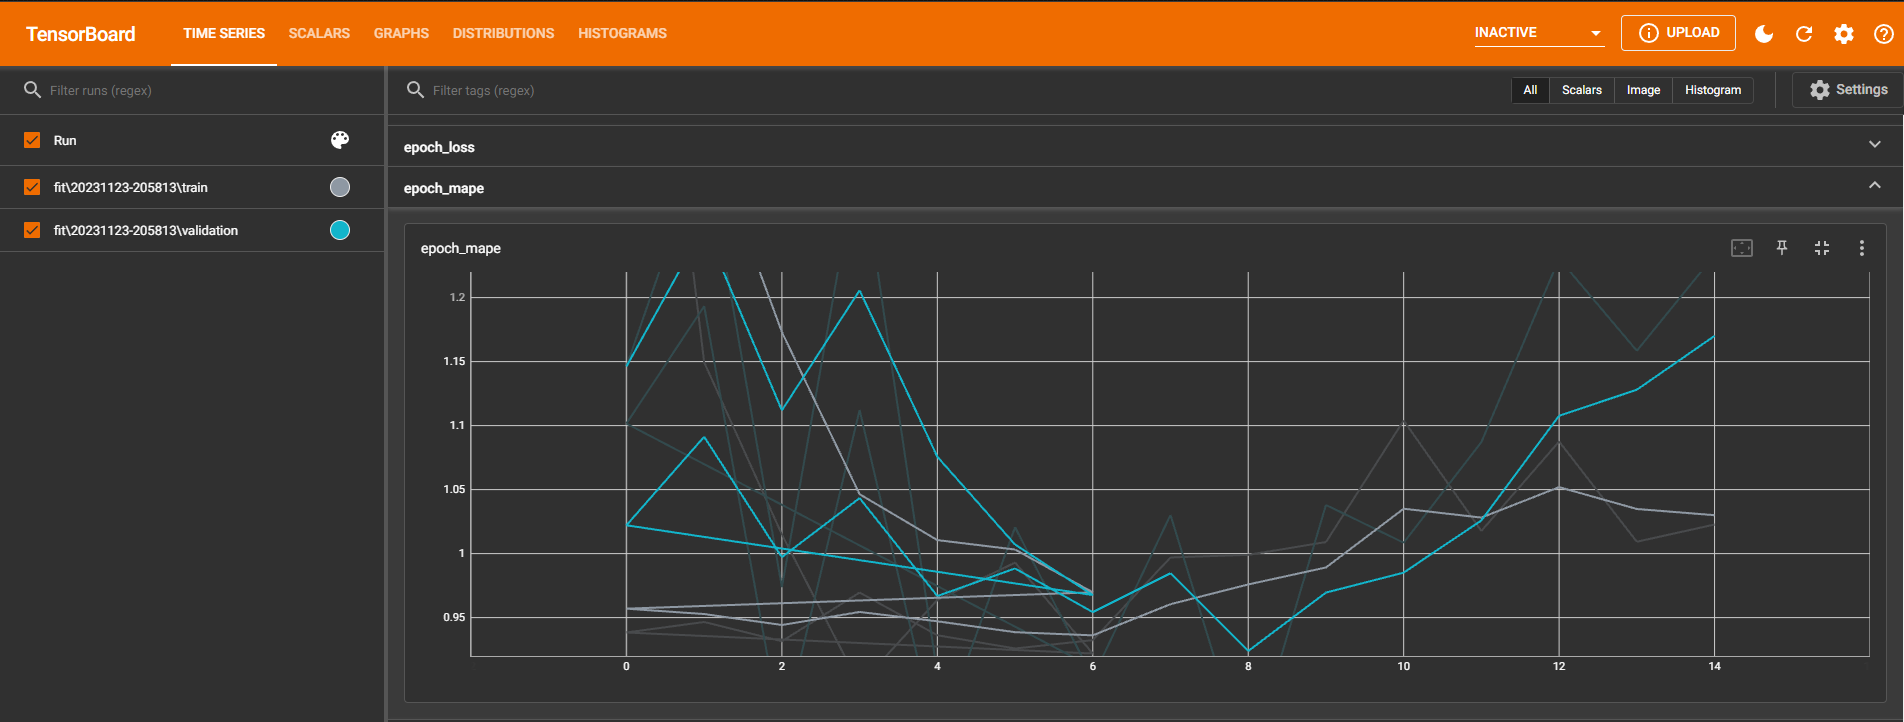 TensorBoard TIME SERIES SCALARS GRAPHS DISTRIBUTIONS HISTOGRAMS INACTIVE UPLOAD
Filter runs (regex)
Run
fit\20231123-205813\train
fit\20231123-205813\validation
Filter tags (regex) All Scalars Image Histogram Settings
epoch_loss
epoch_mape
epoch_mape
1.2
1.15
1.1
1.05
1
0.95
0 2 4 6 8 10 12 14